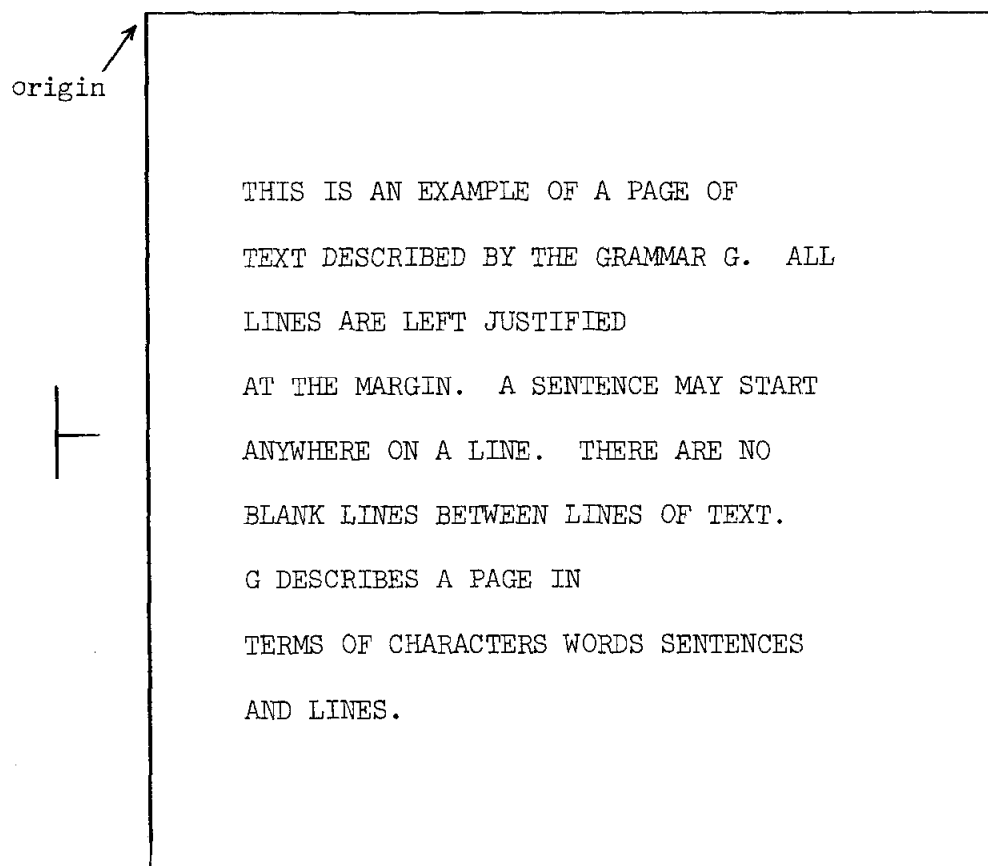 origin
THIS IS AN EXAMPLE OF A PAGE OF
TEXT DESCRIBED BY THE GRAMMAR G.  ALL
LINES ARE LEFT JUSTIFIED
AT THE MARGIN.  A SENTENCE MAY START
ANYWHERE ON A LINE.  THERE ARE NO
BLANK LINES BETWEEN LINES OF TEXT.
G DESCRIBES A PAGE IN
TERMS OF CHARACTERS WORDS SENTENCES
AND LINES.